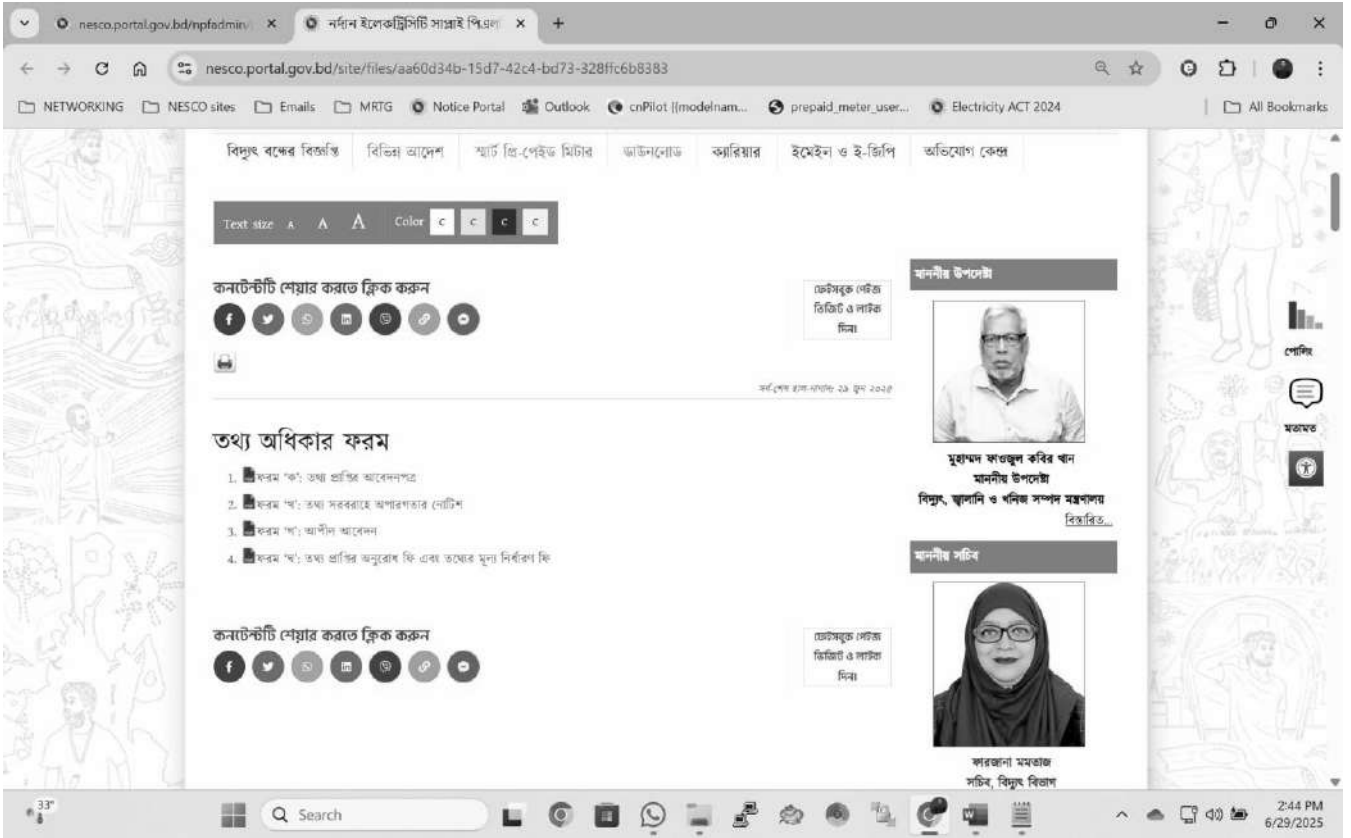 nesco.portal.gov.bd/npfadmin/
নর্দান ইলেকট্রিসিটি সাপ্লাই পি.এল
nesco.portal.gov.bd/site/files/aa60d34b-15d7-42c4-bd73-328ffc6b8383
NETWORKING NESCO sites Emails MRTG Notice Portal Outlook cnPilot {{modelnam... prepaid_meter_user... Electricity ACT 2024 All Bookmarks
বিদ্যুৎ বন্ধের বিজ্ঞপ্তি বিভিন্ন আদেশ স্মার্ট প্রি-পেইড মিটার ডাউনলোড ক্যারিয়ার ইমেইল ও ই-জিপি অভিযোগ কেন্দ্র
Text size A A A Color C C C C
কনটেন্টটি শেয়ার করতে ক্লিক করুন
ফেইসবুক পেইজ
ভিজিট ও লাইক
দিন।
সর্ব-শেষ হাল-নাগাদ: ২৯ জুন ২০২৫
তথ্য অধিকার ফরম
1. ফরম 'ক': তথ্য প্রাপ্তির আবেদনপত্র
2. ফরম 'খ': তথ্য সরবরাহে অপারগতার নোটিশ
3. ফরম 'গ': আপীল আবেদন
4. ফরম 'ঘ': তথ্য প্রাপ্তির অনুরোধ ফি এবং তথ্যের মূল্য নির্ধারণ ফি
কনটেন্টটি শেয়ার করতে ক্লিক করুন
ফেইসবুক পেইজ
ভিজিট ও লাইক
দিন।
মাননীয় উপদেষ্টা
মুহাম্মদ ফাওজুল কবির খান
মাননীয় উপদেষ্টা
বিদ্যুৎ, জ্বালানি ও খনিজ সম্পদ মন্ত্রণালয়
বিস্তারিত...
মাননীয় সচিব
ফারজানা মমতাজ
সচিব, বিদ্যুৎ বিভাগ
পোলিং
মতামত
33°
Search
2:44 PM
6/29/2025